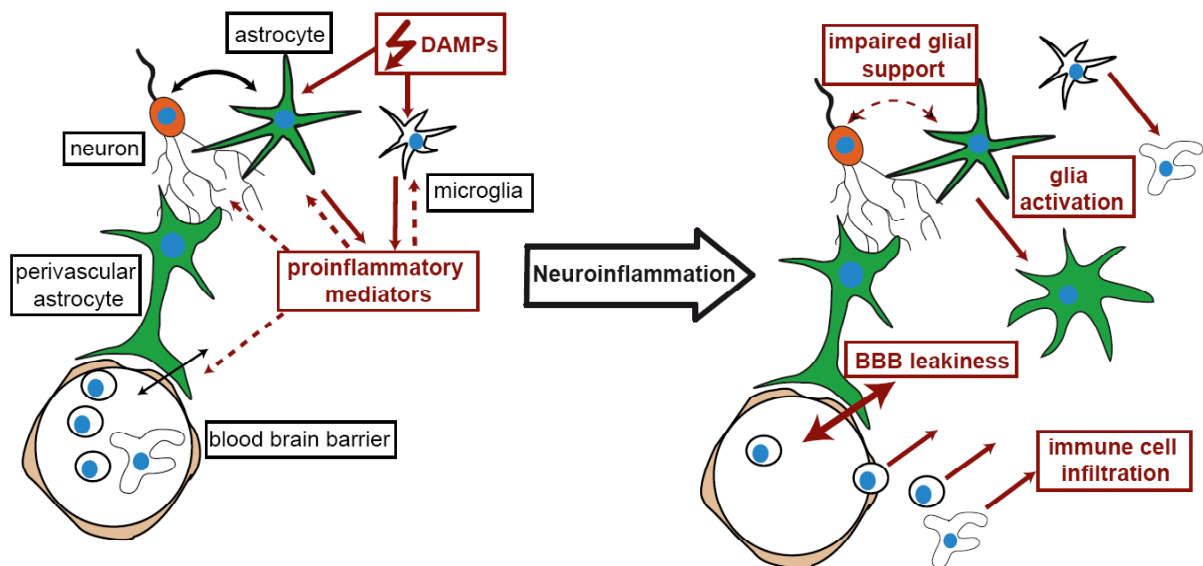 astrocyte
DAMPs
neuron
microglia
perivascular
astrocyte
proinflammatory
mediators
blood brain barrier
Neuroinflammation
impaired glial
support
glia
activation
BBB leakiness
immune cell
infiltration